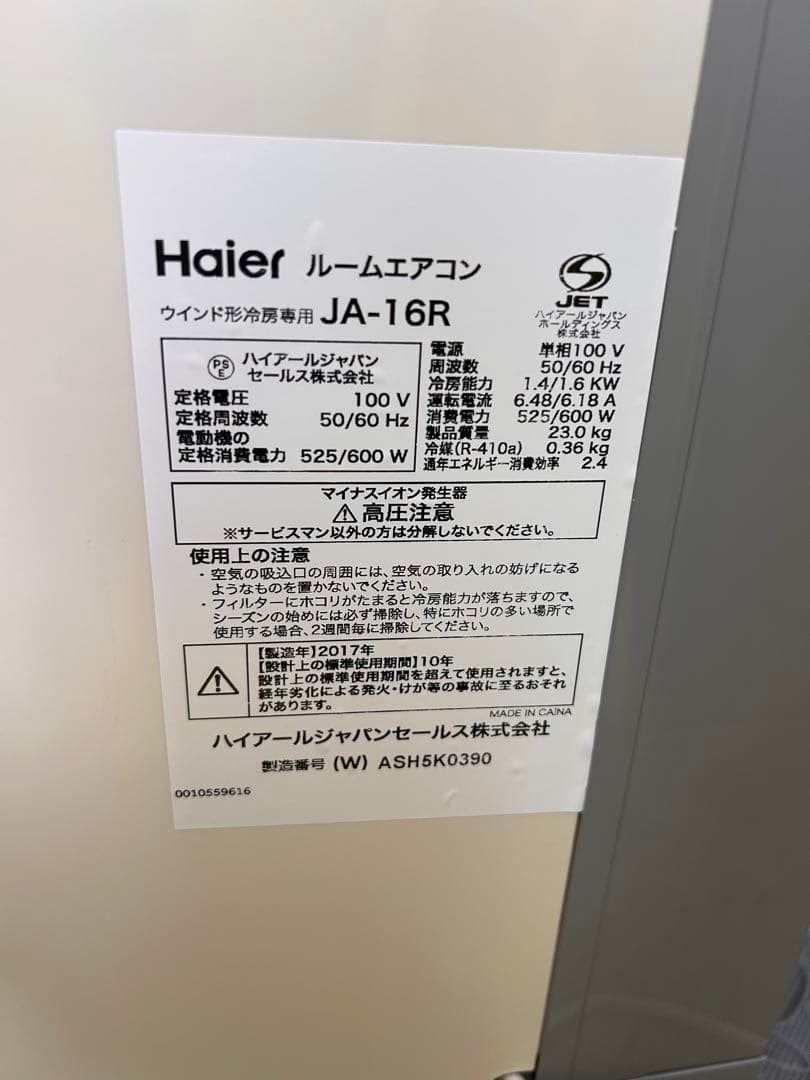 Haier ルームエアコン
ウインド形冷房専用 JA-16R
JET
ハイアールジャパン
ホールディングス
株式会社
PS
E
ハイアールジャパン
セールス株式会社
定格電圧 100 V
定格周波数 50/60 Hz
電動機の
定格消費電力 525/600 W
電源 単相100 V
周波数 50/60 Hz
冷房能力 1.4/1.6 KW
運転電流 6.48/6.18 A
消費電力 525/600 W
製品質量 23.0 kg
冷媒(R-410a) 0.36 kg
通年エネルギー消費効率 2.4
マイナスイオン発生器
高圧注意
※サービスマン以外の方は分解しないでください。
使用上の注意
・空気の吸込口の周囲には、空気の取り入れの妨げになる
ようなものを置かないでください。
・フィルターにホコリがたまると冷房能力が落ちますので、
シーズンの始めには必ず掃除し、特にホコリの多い場所で
使用する場合、2週間毎に掃除してください。
【製造年】2017年
【設計上の標準使用期間】10年
設計上の標準使用期間を超えて使用されますと、
経年劣化による発火・けが等の事故に至るおそれ
があります。
MADE IN CAINA
ハイアールジャパンセールス株式会社
製造番号 (W) ASH5K0390
0010559616